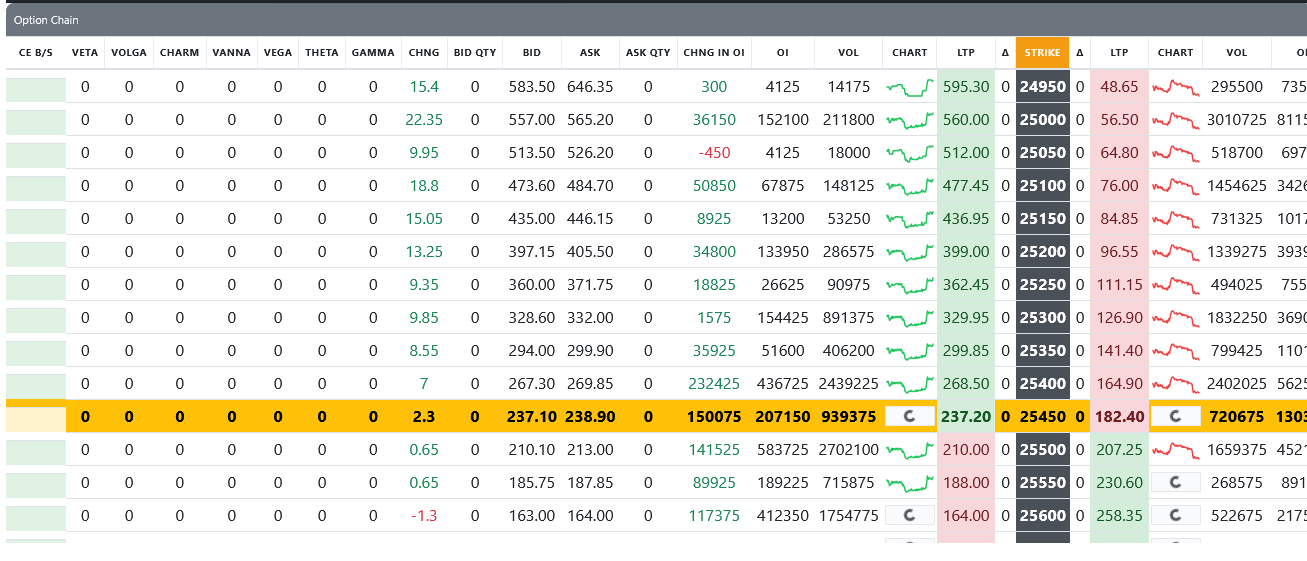 Option Chain
CE B/S VETA VOLGA CHARM VANNA VEGA THETA GAMMA CHNG BID QTY BID ASK ASK QTY CHNG IN OI OI VOL CHART LTP Δ STRIKE Δ LTP CHART VOL
0 0 0 0 0 0 0 15.4 0 583.50 646.35 0 300 4125 14175 595.30 0 24950 0 48.65 295500 735
0 0 0 0 0 0 0 22.35 0 557.00 565.20 0 36150 152100 211800 560.00 0 25000 0 56.50 3010725 8115
0 0 0 0 0 0 0 9.95 0 513.50 526.20 0 -450 4125 18000 512.00 0 25050 0 64.80 518700 697
0 0 0 0 0 0 0 18.8 0 473.60 484.70 0 50850 67875 148125 477.45 0 25100 0 76.00 1454625 3426
0 0 0 0 0 0 0 15.05 0 435.00 446.15 0 8925 13200 53250 436.95 0 25150 0 84.85 731325 1017
0 0 0 0 0 0 0 13.25 0 397.15 405.50 0 34800 133950 286575 399.00 0 25200 0 96.55 1339275 3939
0 0 0 0 0 0 0 9.35 0 360.00 371.75 0 18825 26625 90975 362.45 0 25250 0 111.15 494025 755
0 0 0 0 0 0 0 9.85 0 328.60 332.00 0 1575 154425 891375 329.95 0 25300 0 126.90 1832250 3690
0 0 0 0 0 0 0 8.55 0 294.00 299.90 0 35925 51600 406200 299.85 0 25350 0 141.40 799425 1101
0 0 0 0 0 0 0 7 0 267.30 269.85 0 232425 436725 2439225 268.50 0 25400 0 164.90 2402025 5625
0 0 0 0 0 0 0 2.3 0 237.10 238.90 0 150075 207150 939375 237.20 0 25450 0 182.40 720675 1303
0 0 0 0 0 0 0 0.65 0 210.10 213.00 0 141525 583725 2702100 210.00 0 25500 0 207.25 1659375 4521
0 0 0 0 0 0 0 0.65 0 185.75 187.85 0 89925 189225 715875 188.00 0 25550 0 230.60 268575 891
0 0 0 0 0 0 0 -1.3 0 163.00 164.00 0 117375 412350 1754775 164.00 0 25600 0 258.35 522675 2175